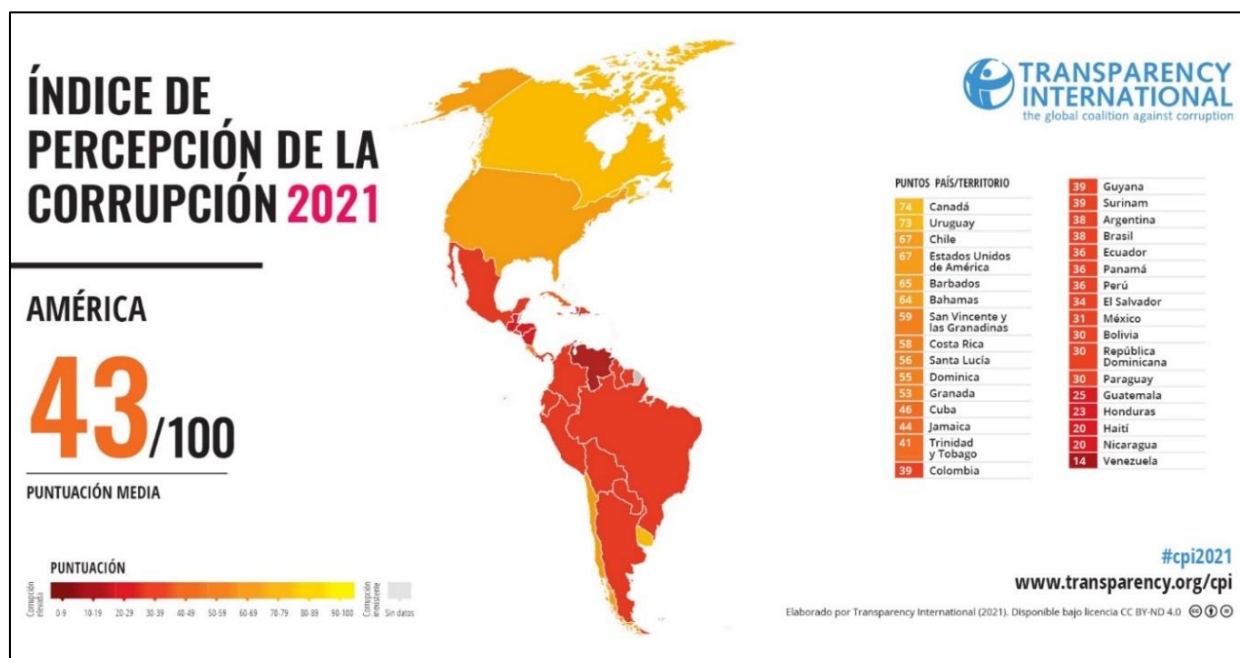 ÍNDICE DE
PERCEPCIÓN DE LA
CORRUPCIÓN 2021
AMÉRICA
43/100
PUNTUACIÓN MEDIA
TRANSPARENCY
INTERNATIONAL
the global coalition against corruption
PUNTOS PAÍS/TERRITORIO
74 Canadá
73 Uruguay
67 Chile
67 Estados Unidos
de América
65 Barbados
64 Bahamas
59 San Vincente y
las Granadinas
58 Costa Rica
56 Santa Lucía
55 Dominica
53 Granada
46 Cuba
44 Jamaica
41 Trinidad
y Tobago
39 Colombia
39 Guyana
39 Surinam
38 Argentina
38 Brasil
36 Ecuador
36 Panamá
36 Perú
34 El Salvador
31 México
30 Bolivia
30 República
Dominicana
30 Paraguay
25 Guatemala
23 Honduras
20 Haití
20 Nicaragua
14 Venezuela
PUNTUACIÓN
Corrupción
elevada
0-9 10-19 20-29 30-39 40-49 50-59 60-69 70-79 80-89 90-100
Corrupción
inexistente
Sin datos
#cpi2021
www.transparency.org/cpi
Elaborado por Transparency International (2021). Disponible bajo licencia CC BY-ND 4.0